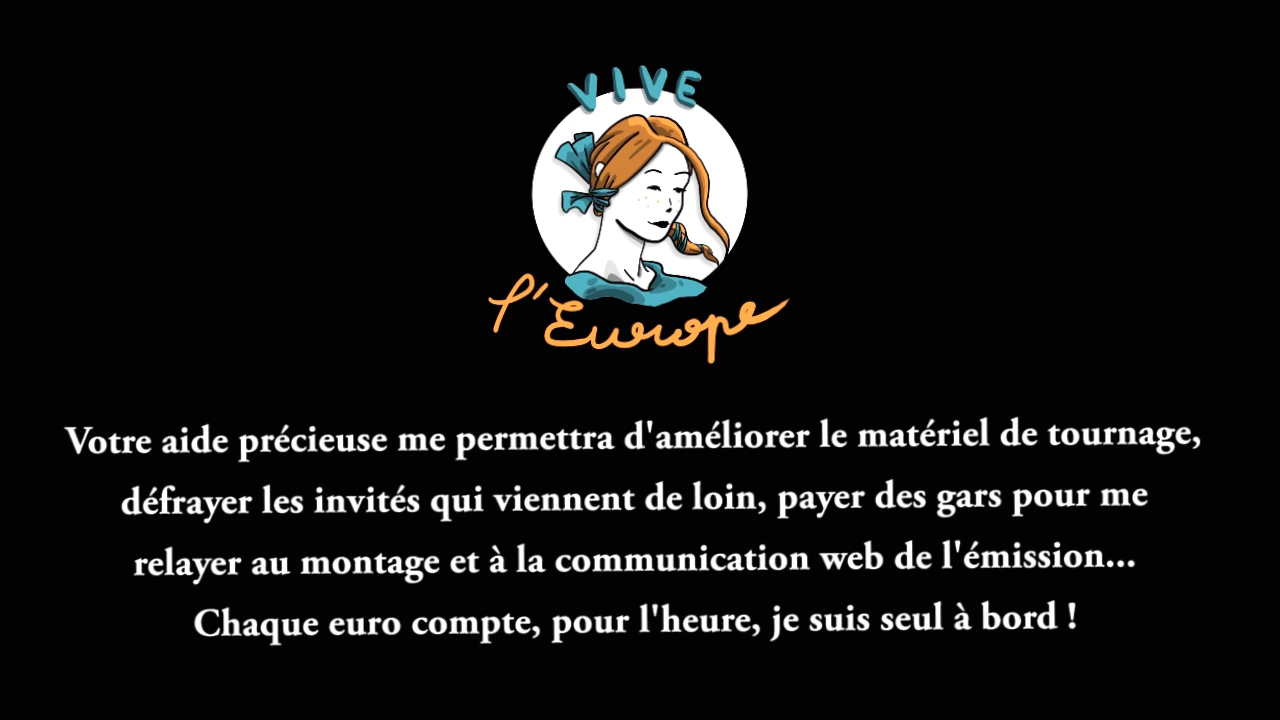 VIVE
l'Europe
Votre aide précieuse me permettra d'améliorer le matériel de tournage,
défrayer les invités qui viennent de loin, payer des gars pour me
relayer au montage et à la communication web de l'émission...
Chaque euro compte, pour l'heure, je suis seul à bord !